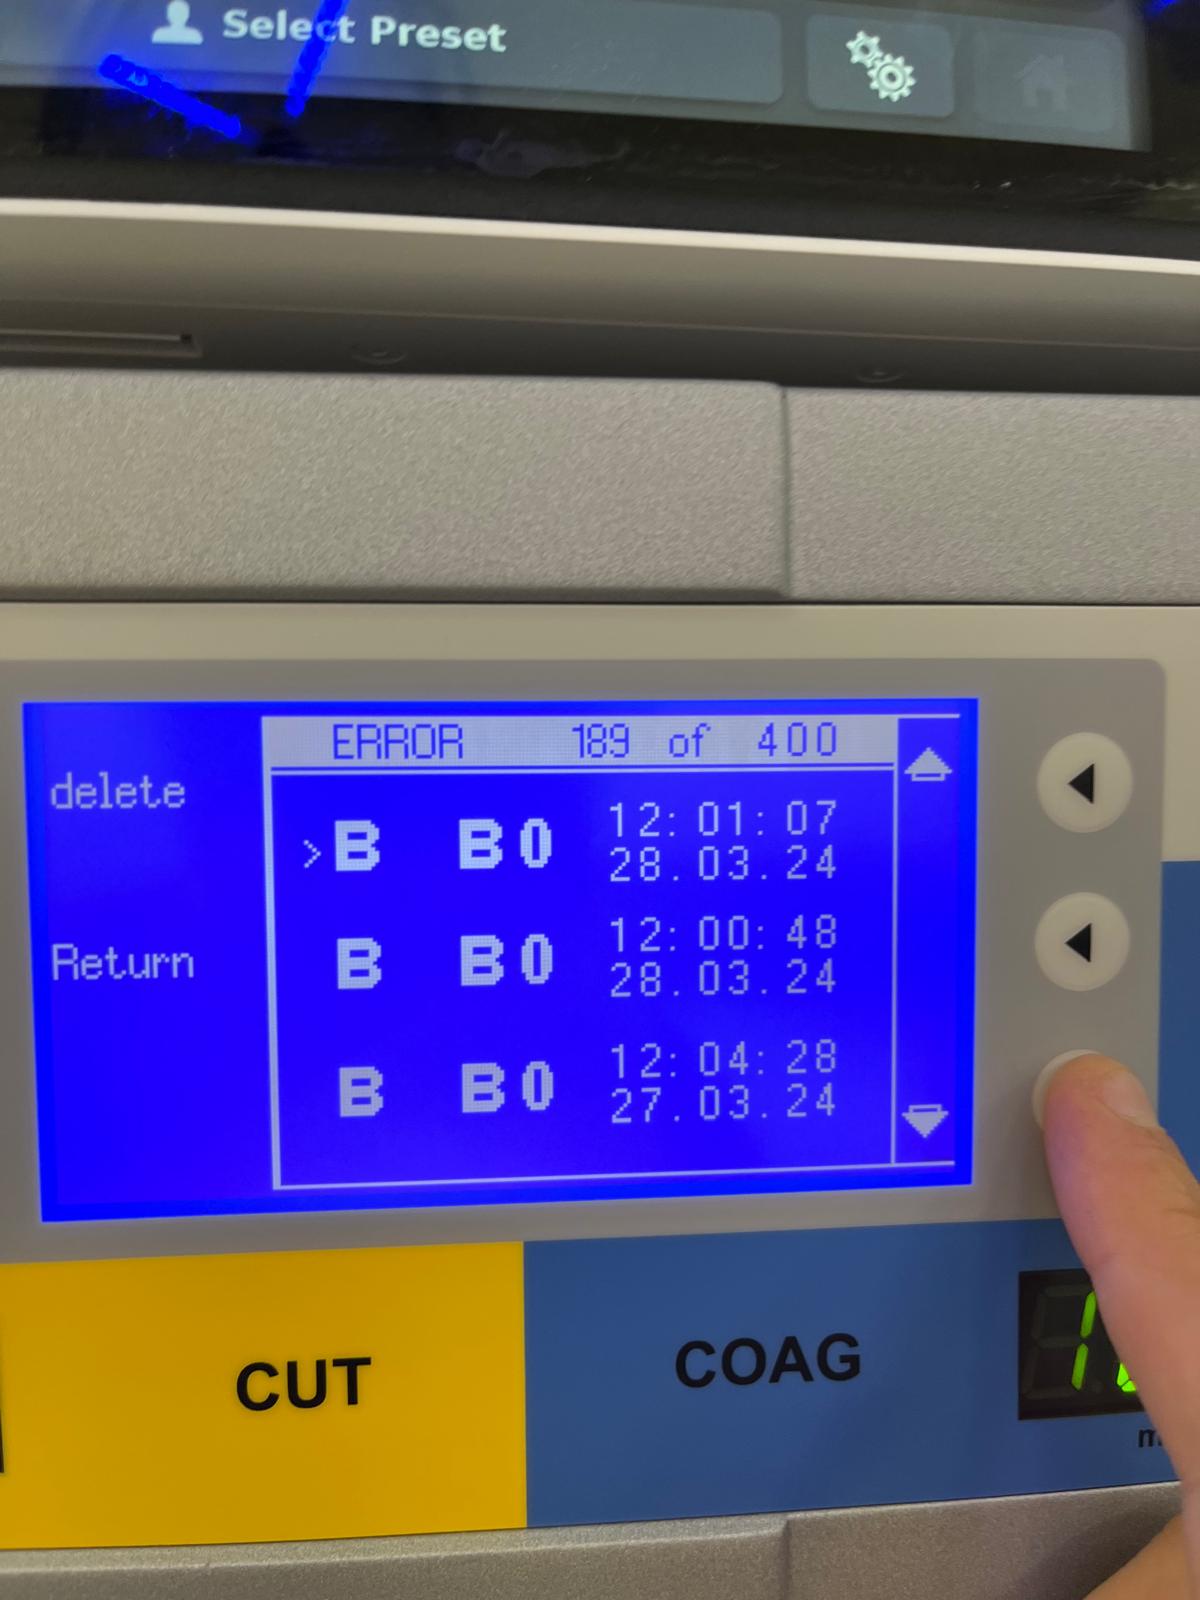 Select Preset
ERROR 189 of 400
delete
>B B0 12:01:07
28.03.24
Return
B B0 12:00:48
28.03.24
B B0 12:04:28
27.03.24
CUT
COAG